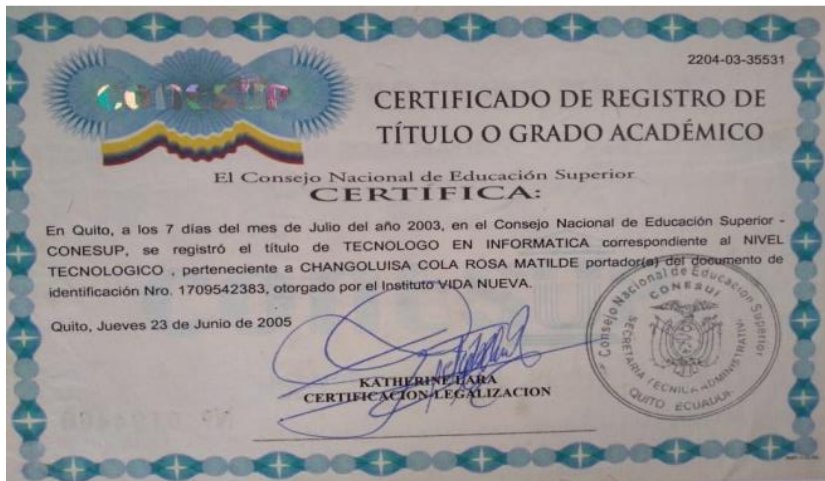 conesup
2204-03-35531
CERTIFICADO DE REGISTRO DE
TÍTULO O GRADO ACADÉMICO
El Consejo Nacional de Educación Superior
CERTIFICA:
En Quito, a los 7 días del mes de Julio del año 2003, en el Consejo Nacional de Educación Superior -
CONESUP, se registró el título de TECNOLOGO EN INFORMATICA correspondiente al NIVEL
TECNOLOGICO , perteneciente a CHANGOLUISA COLA ROSA MATILDE portador(a) del documento de
identificación Nro. 1709542383, otorgado por el Instituto VIDA NUEVA.
Quito, Jueves 23 de Junio de 2005
KATHERINE LARA
CERTIFICACION-LEGALIZACION
Consejo Nacional de Educación Superior
CONESUP
SECRETARIA TECNICA ADMINISTRATIV
QUITO ECUADOR